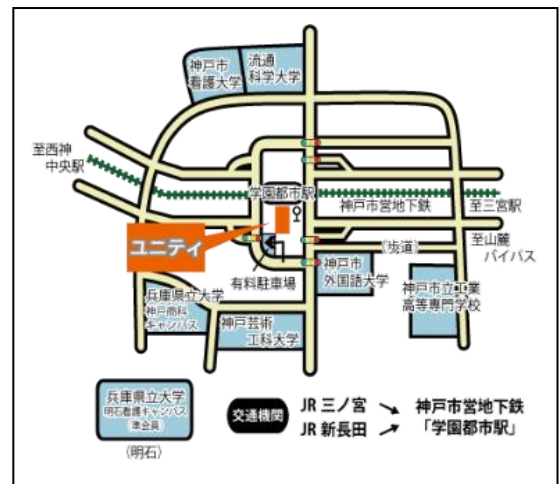 神戸市
看護大学
流通
科学大学
至西神
中央駅
学園都市駅
神戸市営地下鉄
至三宮駅
ユニティ
(歩道)
至山麓
バイパス
有料駐車場
神戸市
外国語大学
神戸市立工業
高等専門学校
兵庫県立大学
神戸商科
キャンパス
神戸芸術
工科大学
兵庫県立大学
明石看護キャンパス
(準会員)
(明石)
交通機関
JR 三ノ宮
JR 新長田
神戸市営地下鉄
「学園都市駅」